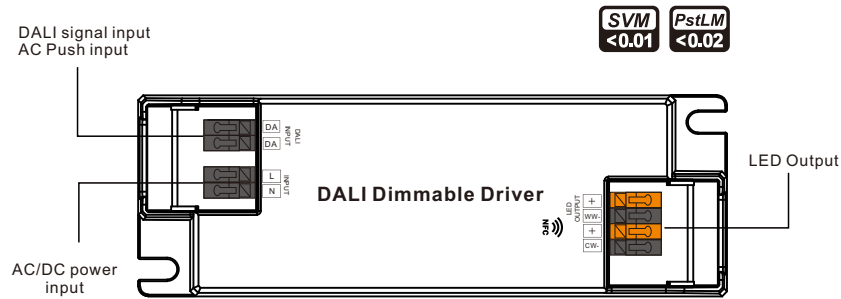 SVM
<0.01
PstLM
<0.02
DALI signal input
AC Push input
DA
DA
DALI
INPUT
L
N
INPUT
DALI Dimmable Driver
NFC
LED
OUTPUT
+
WW-
+
CW-
LED Output
AC/DC power
input